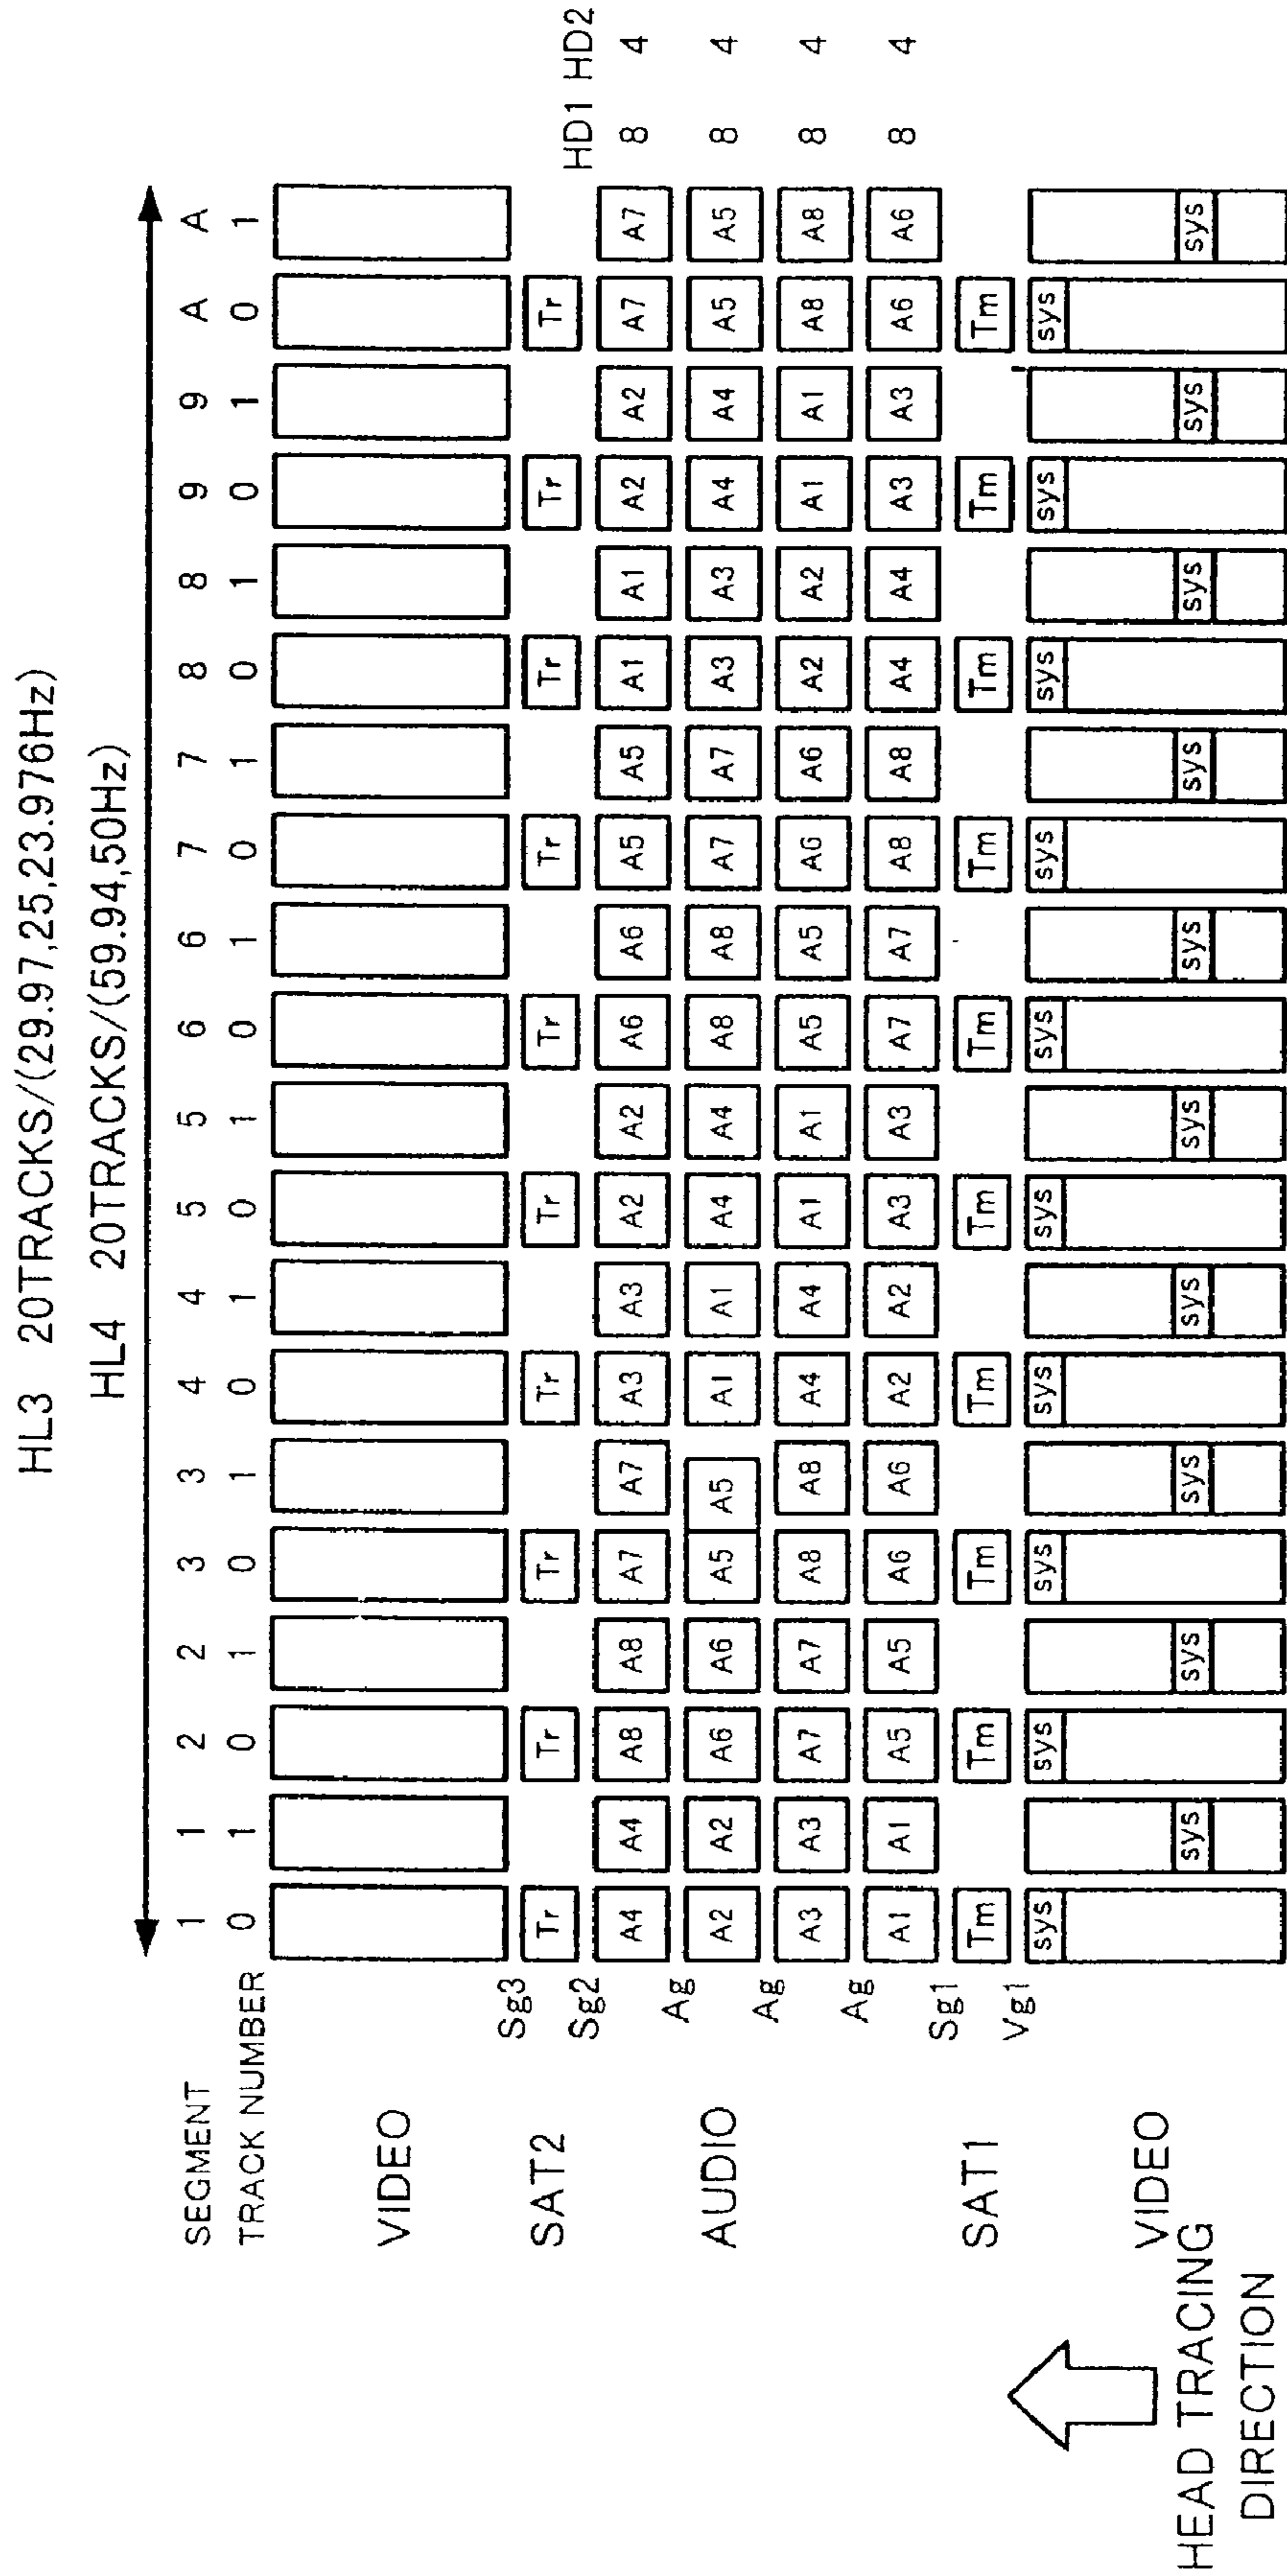 HL3 20TRACKS/(29.97,25,23.976Hz)
HL4 20TRACKS/(59.94,50Hz)
SEGMENT 1 1 2 2 3 3 4 4 5 5 6 6 7 7 8 8 9 9 A A
TRACK NUMBER 0 1 0 1 0 1 0 1 0 1 0 1 0 1 0 1 0 1 0 1
VIDEO
Sg3
SAT2 Tr Tr Tr Tr Tr Tr Tr Tr Tr Tr
HD1 HD2
Sg2
A4 A4 A8 A8 A7 A7 A3 A3 A2 A2 A6 A6 A5 A5 A1 A1 A2 A2 A7 A7 8 4
Ag
AUDIO A2 A2 A6 A6 A5 A5 A1 A1 A4 A4 A8 A8 A7 A7 A3 A3 A4 A4 A5 A5 8 4
Ag
A3 A3 A7 A7 A8 A8 A4 A4 A1 A1 A5 A5 A6 A6 A2 A2 A1 A1 A8 A8 8 4
Ag
A1 A1 A5 A5 A6 A6 A2 A2 A3 A3 A7 A7 A8 A8 A4 A4 A3 A3 A6 A6 8 4
Sg1
SAT1 Tm Tm Tm Tm Tm Tm Tm Tm Tm Tm
Vg1
sys sys sys sys sys sys sys sys sys sys
VIDEO
sys sys sys sys sys sys sys sys sys sys
HEAD TRACING
DIRECTION